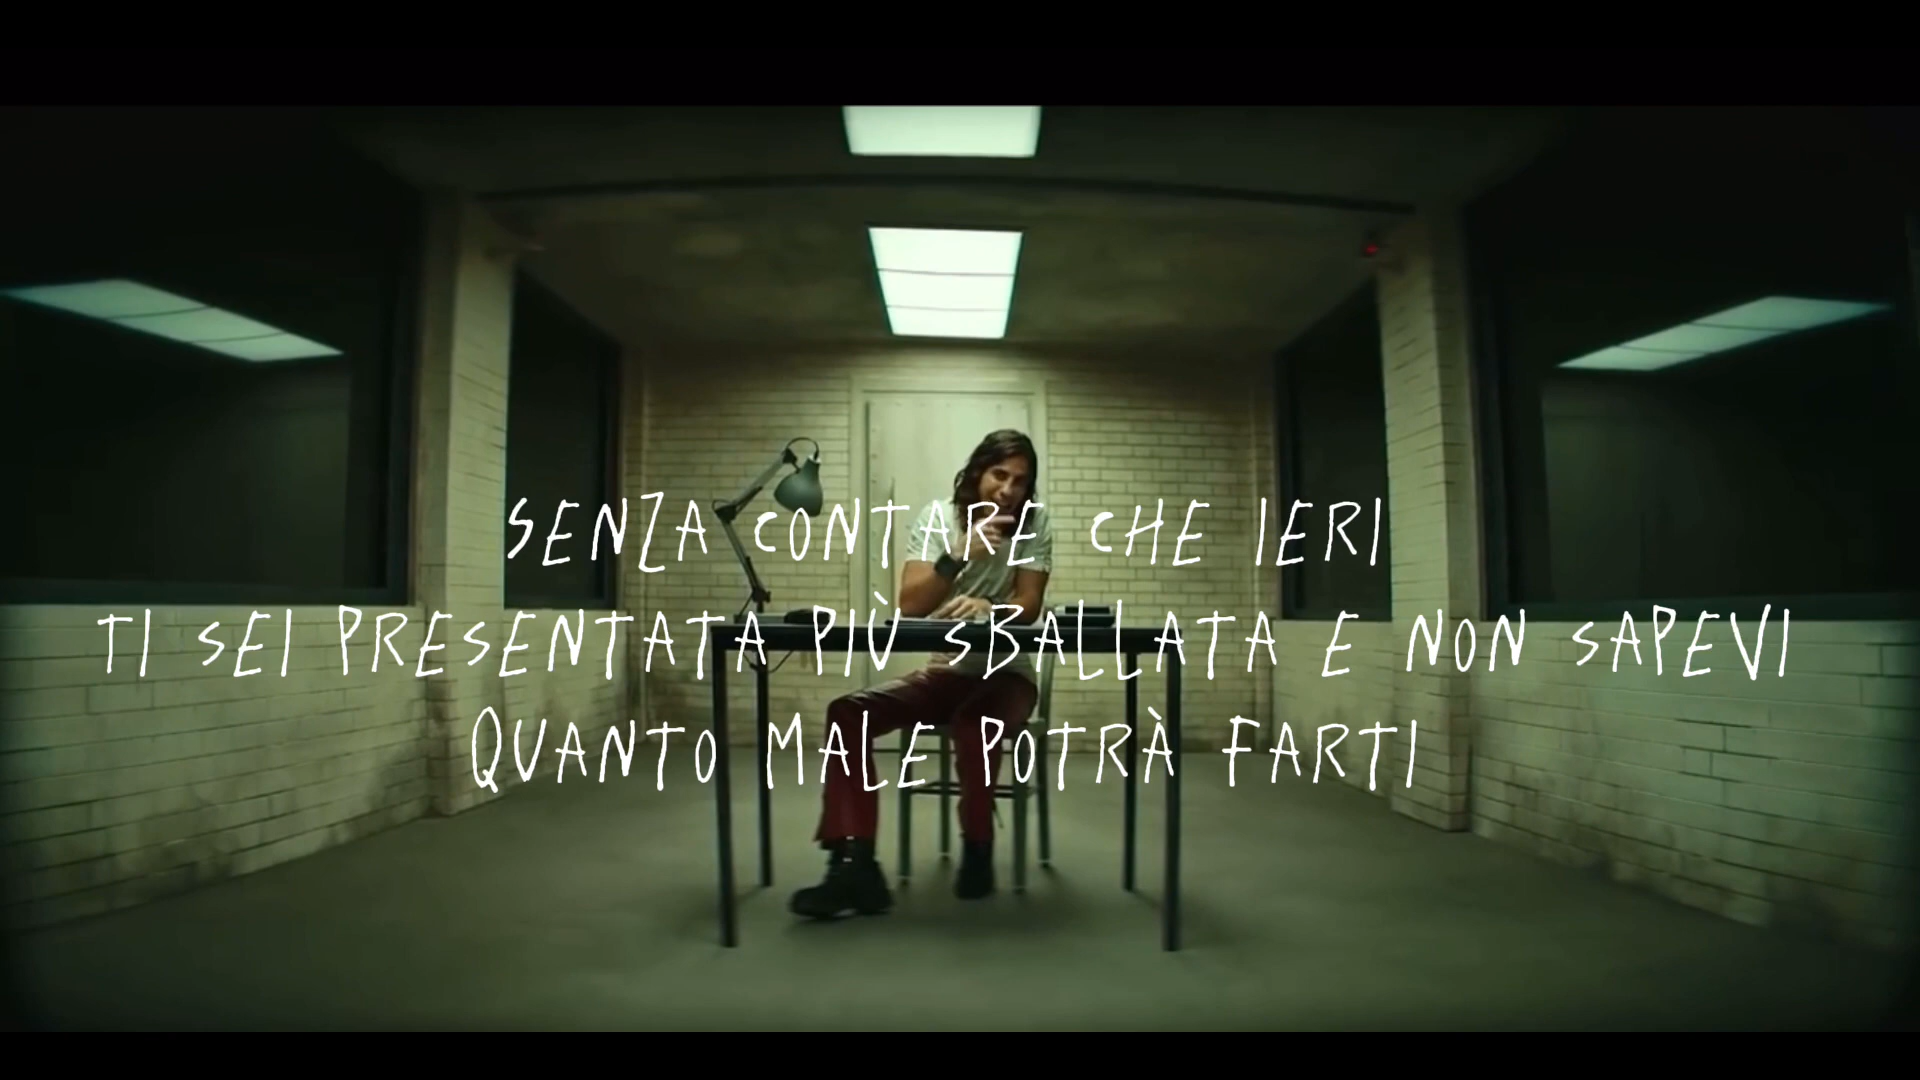 SENZA CONTARE CHE IERI
TI SEI PRESENTATA PIÙ SBALLATA E NON SAPEVI
QUANTO MALE POTRÀ FARTI